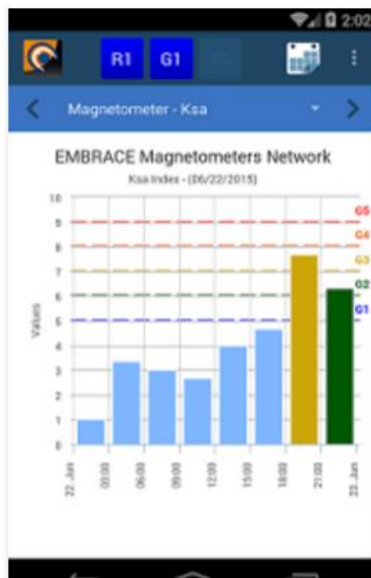 2:02
R1 G1
Magnetometer - Ksa
EMBRACE Magnetometers Network
Ksa Index - (06/22/2015)
10
9
8
7
6
5
4
3
2
1
0
Values
G5
G4
G3
G2
G1
22. Jun
03:00
06:00
09:00
12:00
15:00
18:00
21:00
23. Jun